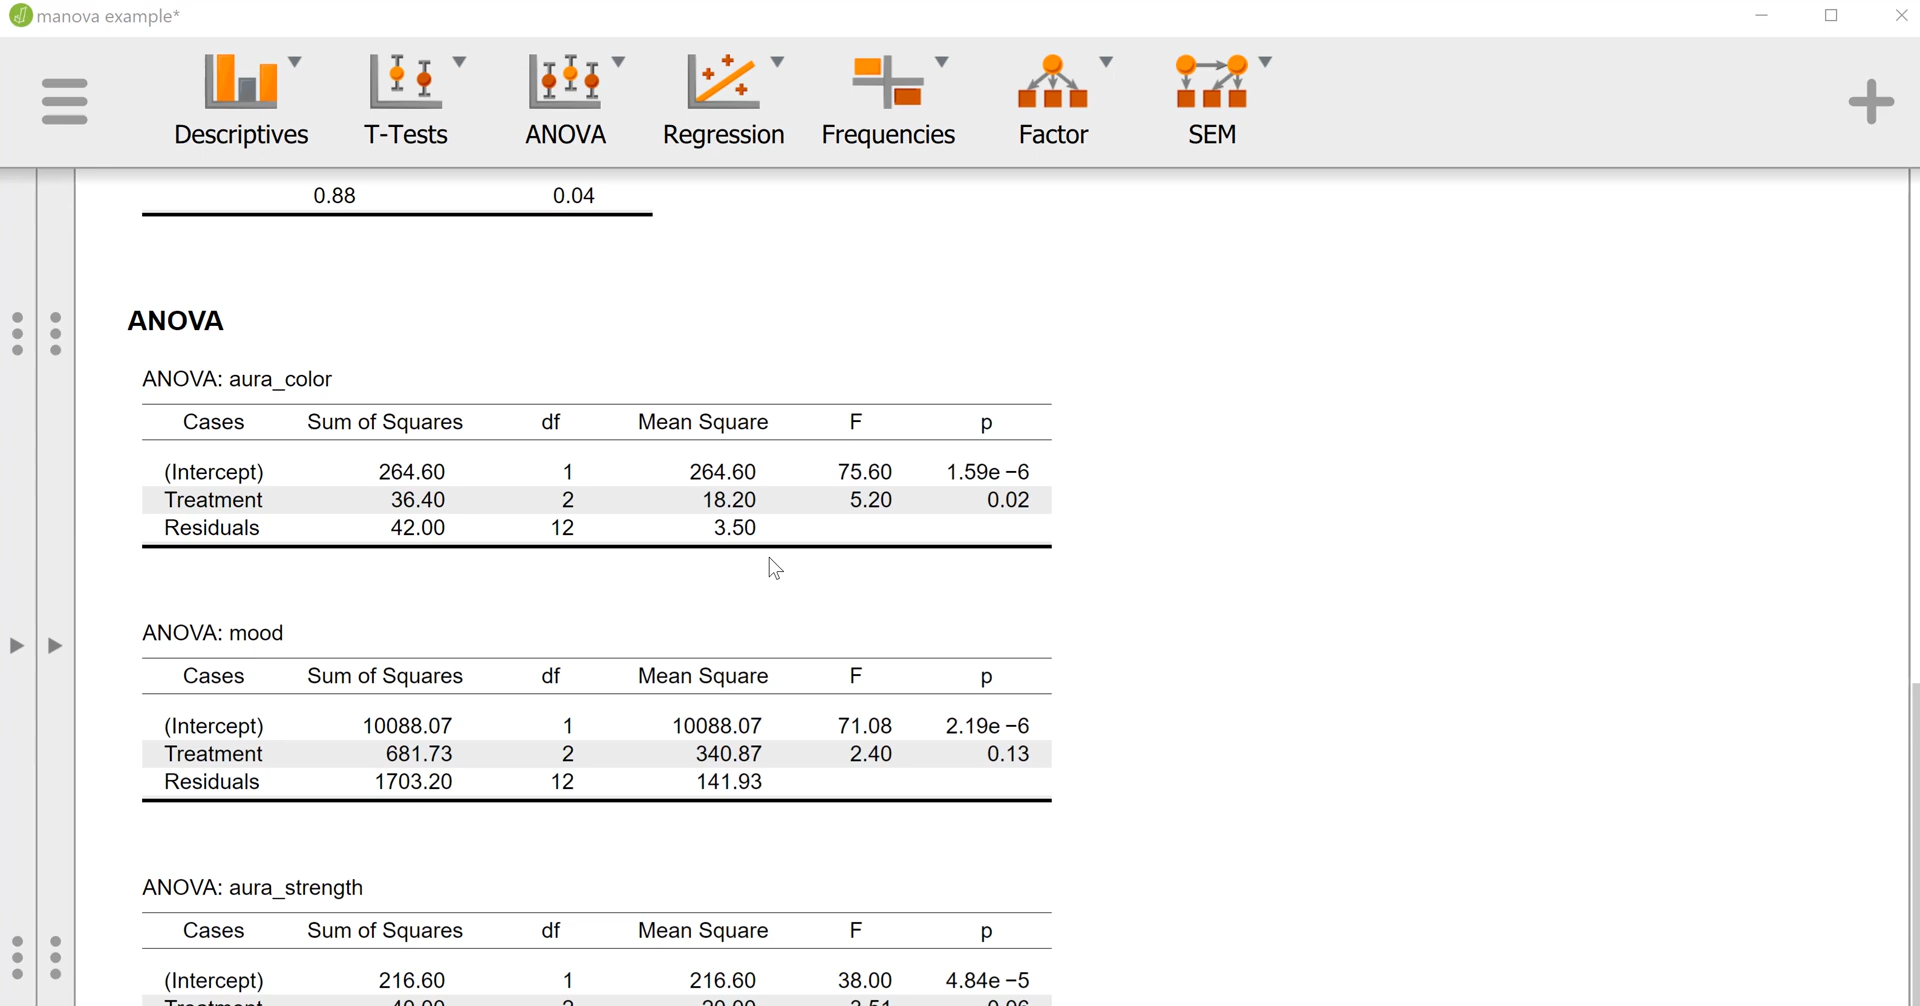 manova example*
Descriptives T-Tests ANOVA Regression Frequencies Factor SEM
0.88 0.04
ANOVA
ANOVA: aura_color
Cases Sum of Squares df Mean Square F p
(Intercept) 264.60 1 264.60 75.60 1.59e -6
Treatment 36.40 2 18.20 5.20 0.02
Residuals 42.00 12 3.50
ANOVA: mood
Cases Sum of Squares df Mean Square F p
(Intercept) 10088.07 1 10088.07 71.08 2.19e -6
Treatment 681.73 2 340.87 2.40 0.13
Residuals 1703.20 12 141.93
ANOVA: aura_strength
Cases Sum of Squares df Mean Square F p
(Intercept) 216.60 1 216.60 38.00 4.84e -5